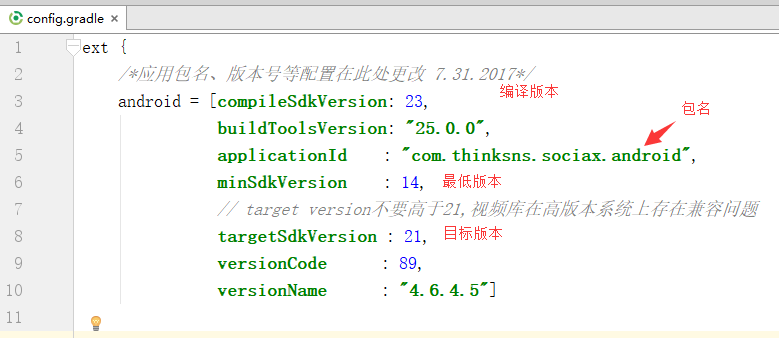 config.gradle ×
1 ext {
2 /*应用包名、版本号等配置在此处更改 7.31.2017*/
3 android = [compileSdkVersion: 23, 编译版本
4 buildToolsVersion: "25.0.0", 包名
5 applicationId : "com.thinksns.sociax.android",
6 minSdkVersion : 14, 最低版本
7 // target version不要高于21,视频库在高版本系统上存在兼容问题
8 targetSdkVersion : 21, 目标版本
9 versionCode : 89,
10 versionName : "4.6.4.5"]
11